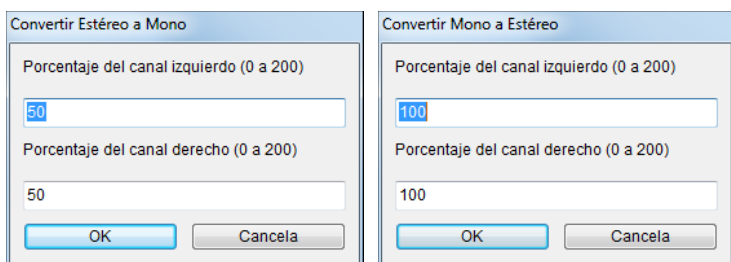 Convertir Estéreo a Mono
Porcentaje del canal izquierdo (0 a 200)
50
Porcentaje del canal derecho (0 a 200)
50
OK Cancela
Convertir Mono a Estéreo
Porcentaje del canal izquierdo (0 a 200)
100
Porcentaje del canal derecho (0 a 200)
100
OK Cancela